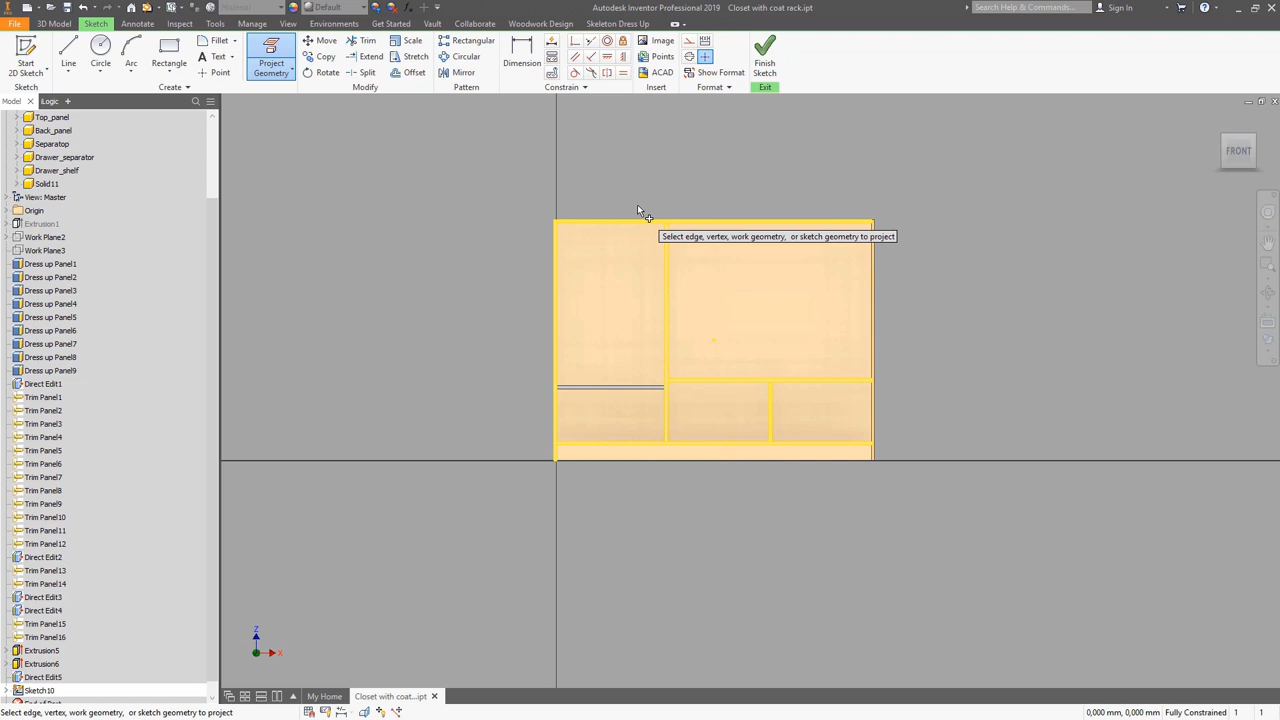 Material
Default
Autodesk Inventor Professional 2019
Closet with coat rack.ipt
Search Help & Commands...
Sign In
File
3D Model
Sketch
Annotate
Inspect
Tools
Manage
View
Environments
Get Started
Vault
Collaborate
Woodwork Design
Skeleton Dress Up
Start
2D Sketch
Line
Circle
Arc
Rectangle
Fillet
Text
Point
Project
Geometry
Move
Copy
Rotate
Trim
Extend
Split
Scale
Stretch
Offset
Rectangular
Circular
Mirror
Dimension
Image
Points
ACAD
Show Format
Finish
Sketch
Sketch
Create
Modify
Pattern
Constrain
Insert
Format
Exit
Model
iLogic
Top_panel
Back_panel
Separatop
Drawer_separator
Drawer_shelf
Solid11
View: Master
Origin
Extrusion1
Work Plane2
Work Plane3
Dress up Panel1
Dress up Panel2
Dress up Panel3
Dress up Panel4
Dress up Panel5
Dress up Panel6
Dress up Panel7
Dress up Panel8
Dress up Panel9
Direct Edit1
Trim Panel1
Trim Panel2
Trim Panel3
Trim Panel4
Trim Panel5
Trim Panel6
Trim Panel7
Trim Panel8
Trim Panel9
Trim Panel10
Trim Panel11
Trim Panel12
Direct Edit2
Trim Panel13
Trim Panel14
Direct Edit3
Direct Edit4
Trim Panel15
Trim Panel16
Extrusion5
Extrusion6
Direct Edit5
Sketch10
FRONT
Select edge, vertex, work geometry, or sketch geometry to project
Z
X
My Home
Closet with coat...ipt
Select edge, vertex, work geometry, or sketch geometry to project
0,000 mm, 0,000 mm
Fully Constrained
1
1